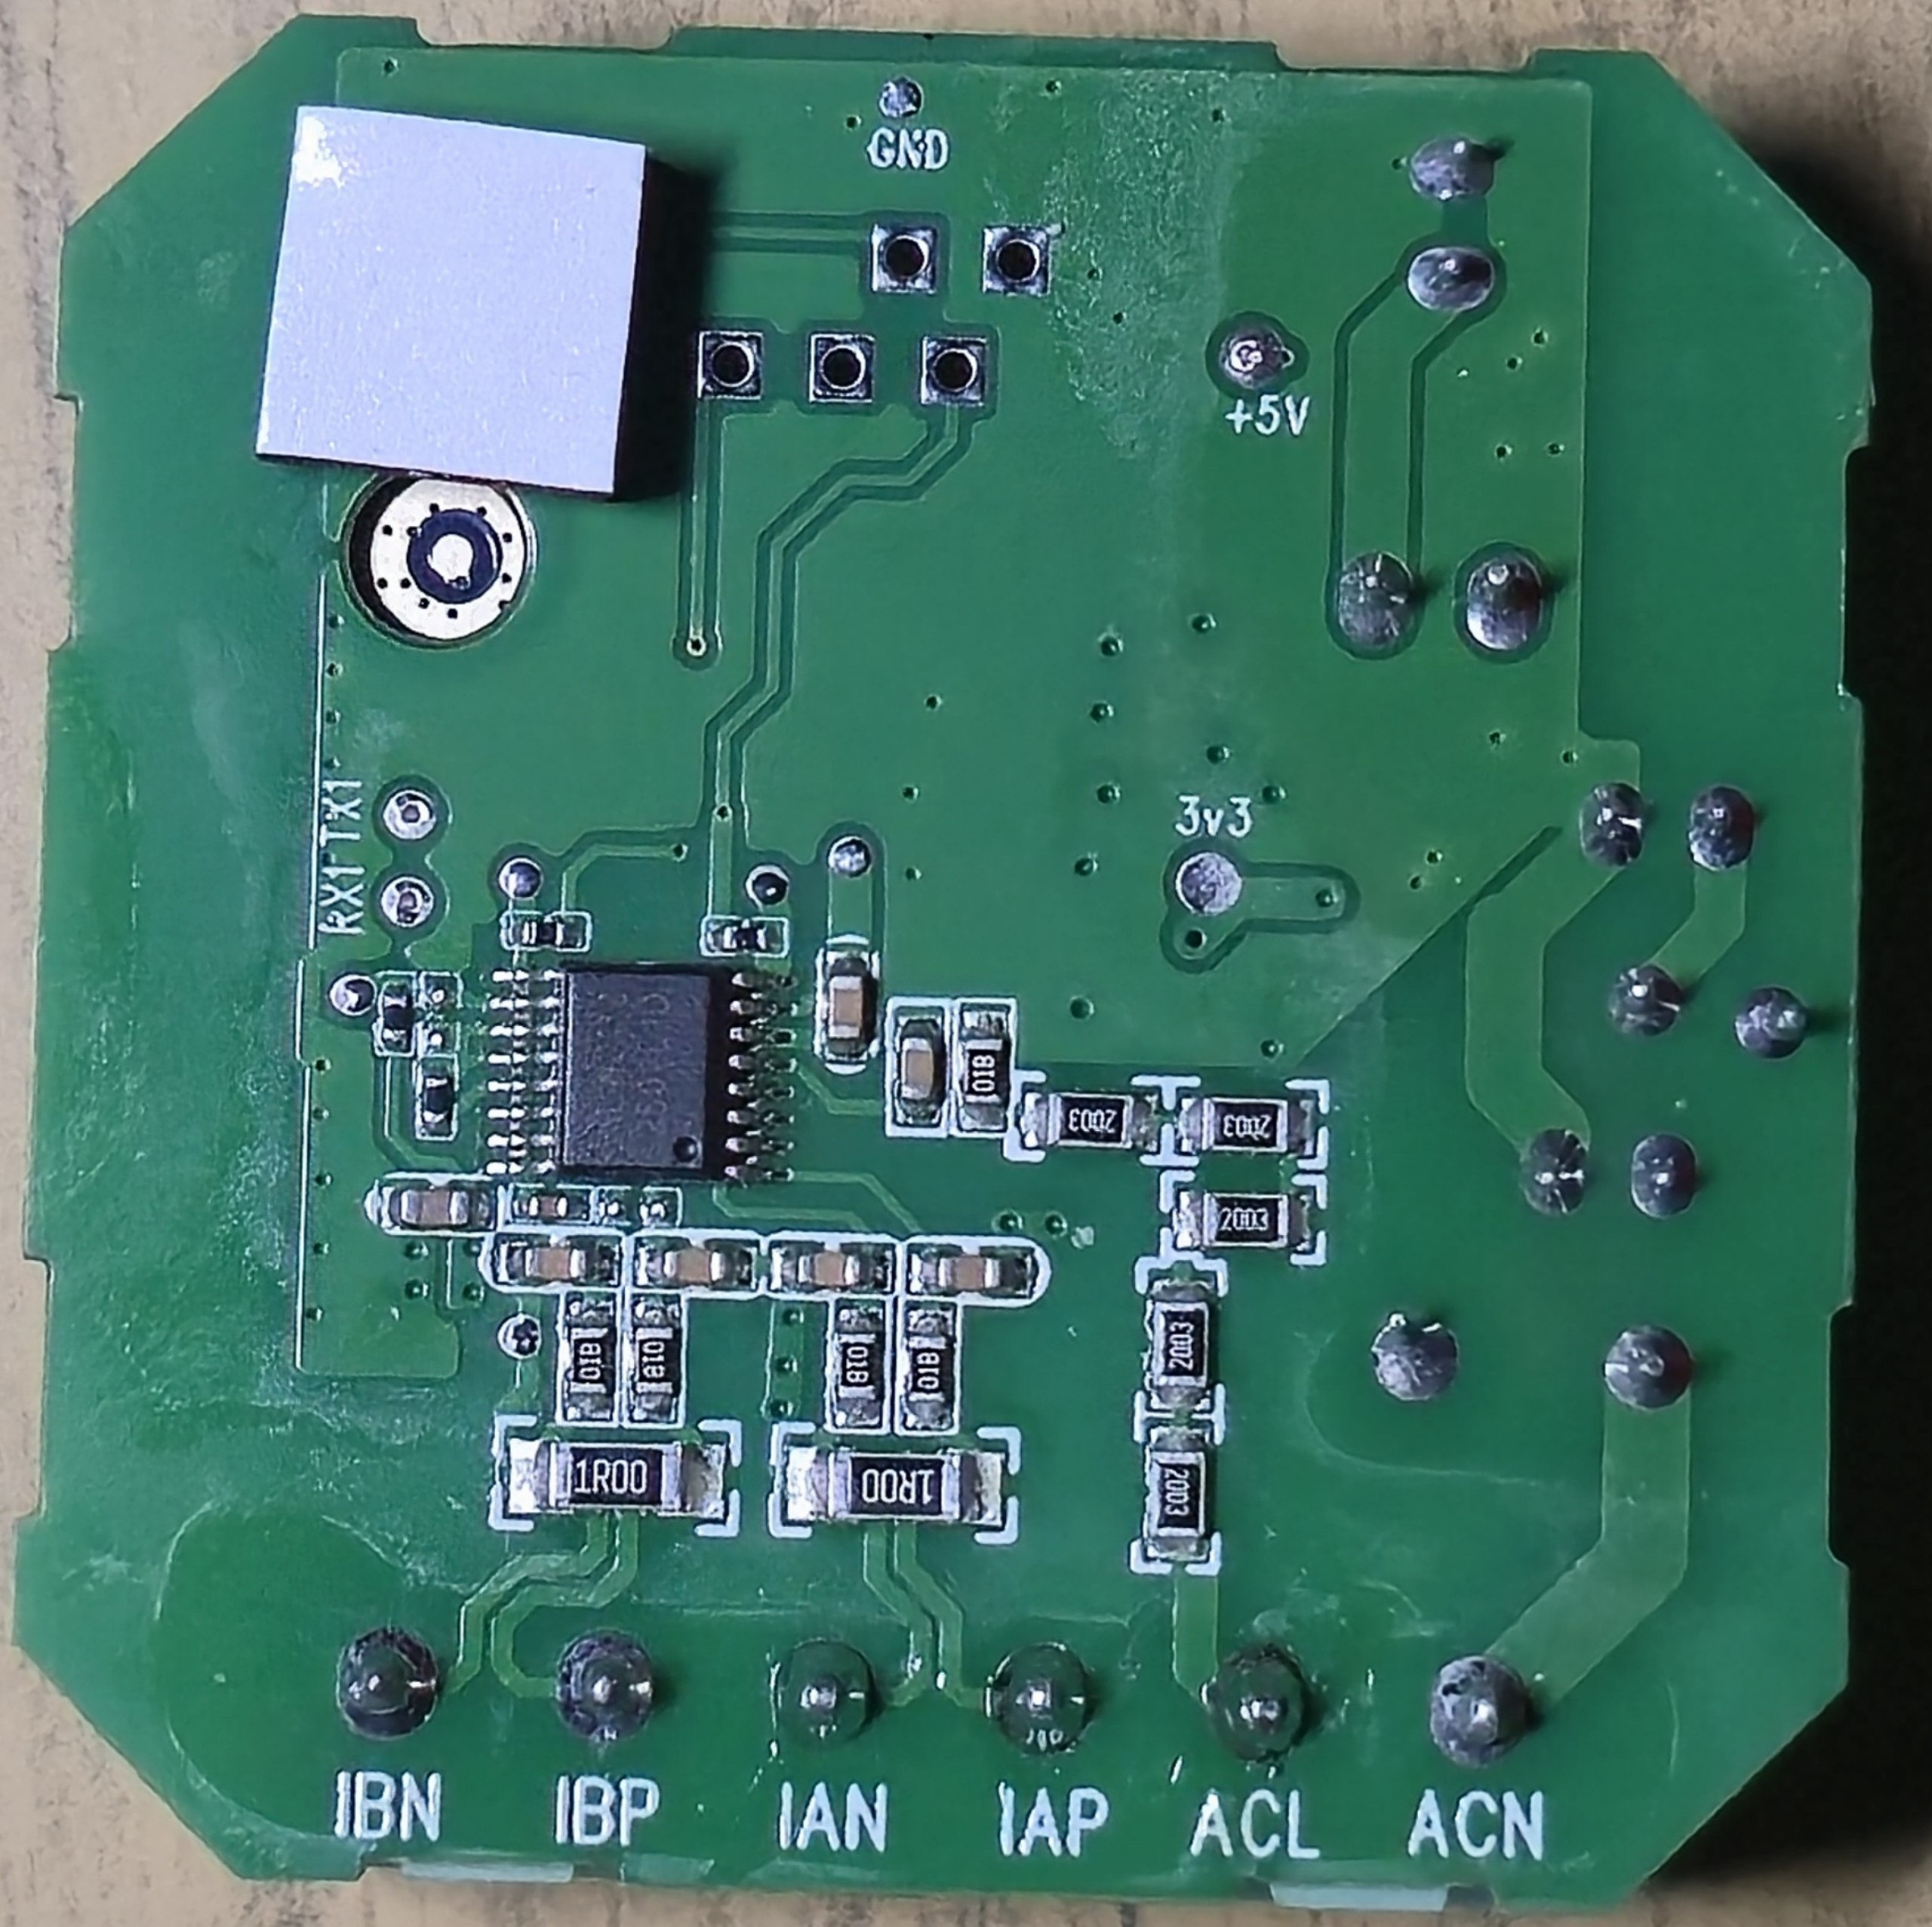 GND
+5V
3v3
TX1
RX1
01B
2003
2003
2003
01B
01B
01B
01B
2003
2003
1R00
1R00
IBN IBP IAN IAP ACL ACN